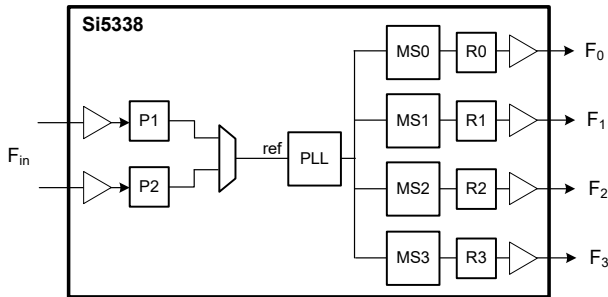 Si5338
MS0 R0 F0
P1 MS1 R1 F1
Fin ref PLL
P2 MS2 R2 F2
MS3 R3 F3